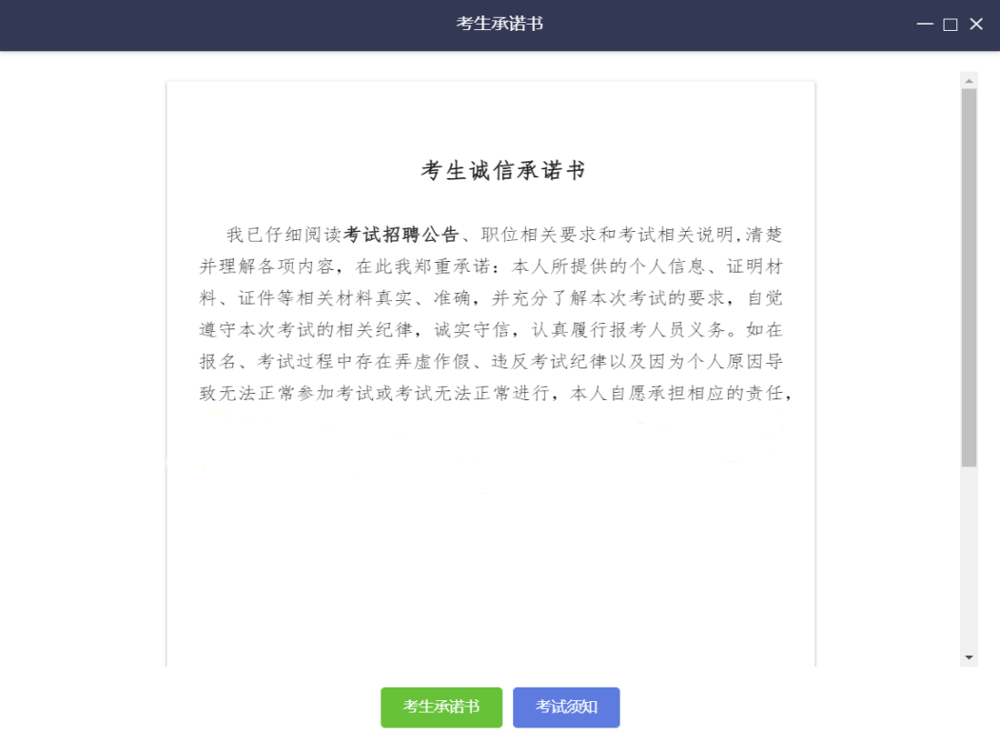 考生承诺书
考生诚信承诺书
我已仔细阅读考试招聘公告、职位相关要求和考试相关说明,清楚
并理解各项内容，在此我郑重承诺：本人所提供的个人信息、证明材
料、证件等相关材料真实、准确，并充分了解本次考试的要求，自觉
遵守本次考试的相关纪律，诚实守信，认真履行报考人员义务。如在
报名、考试过程中存在弄虚作假、违反考试纪律以及因为个人原因导
致无法正常参加考试或考试无法正常进行，本人自愿承担相应的责任，
考生承诺书
考试须知